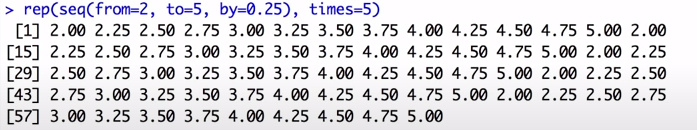 > rep(seq(from=2, to=5, by=0.25), times=5)
[1] 2.00 2.25 2.50 2.75 3.00 3.25 3.50 3.75 4.00 4.25 4.50 4.75 5.00 2.00
[15] 2.25 2.50 2.75 3.00 3.25 3.50 3.75 4.00 4.25 4.50 4.75 5.00 2.00 2.25
[29] 2.50 2.75 3.00 3.25 3.50 3.75 4.00 4.25 4.50 4.75 5.00 2.00 2.25 2.50
[43] 2.75 3.00 3.25 3.50 3.75 4.00 4.25 4.50 4.75 5.00 2.00 2.25 2.50 2.75
[57] 3.00 3.25 3.50 3.75 4.00 4.25 4.50 4.75 5.00